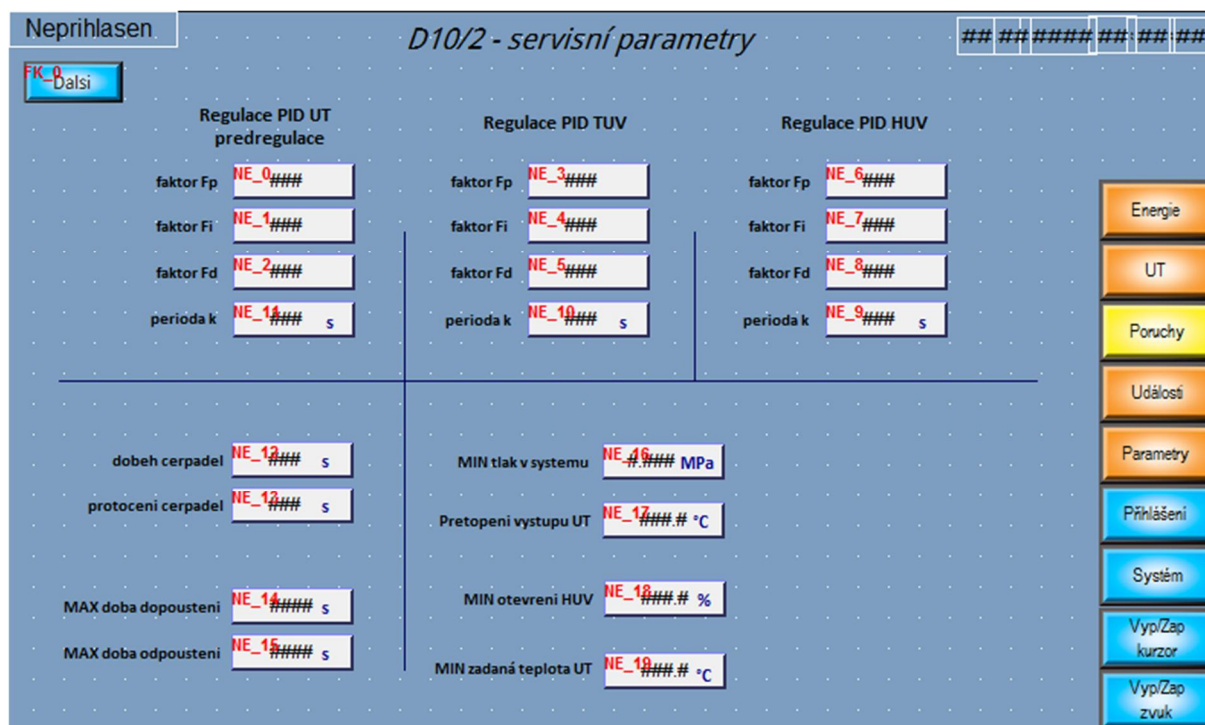 Neprihlasen
D10/2 - servisní parametry
## ## #### ## ## ##
FK_0
Dalsi
Regulace PID UT
predregulace
Regulace PID TUV
Regulace PID HUV
faktor Fp NE_0 ### faktor Fp NE_3 ### faktor Fp NE_6 ###
faktor Fi NE_1 ### faktor Fi NE_4 ### faktor Fi NE_7 ###
faktor Fd NE_2 ### faktor Fd NE_5 ### faktor Fd NE_8 ###
perioda k NE_11 ### s perioda k NE_10 ### s perioda k NE_9 ### s
dobeh cerpadel ### s MIN tlak v systemu NE_16 #.### MPa
protoceni cerpadel ### s Pretopeni vystupu UT NE_17 ###.# °C
MAX doba dopousteni NE_14 #### s MIN otevreni HUV NE_18 ###.# %
MAX doba odpousteni NE_15 #### s MIN zadaná teplota UT NE_19 ###.# °C
Energie
UT
Poruchy
Události
Parametry
Přihlášení
Systém
Vyp/Zap
kurzor
Vyp/Zap
zvuk